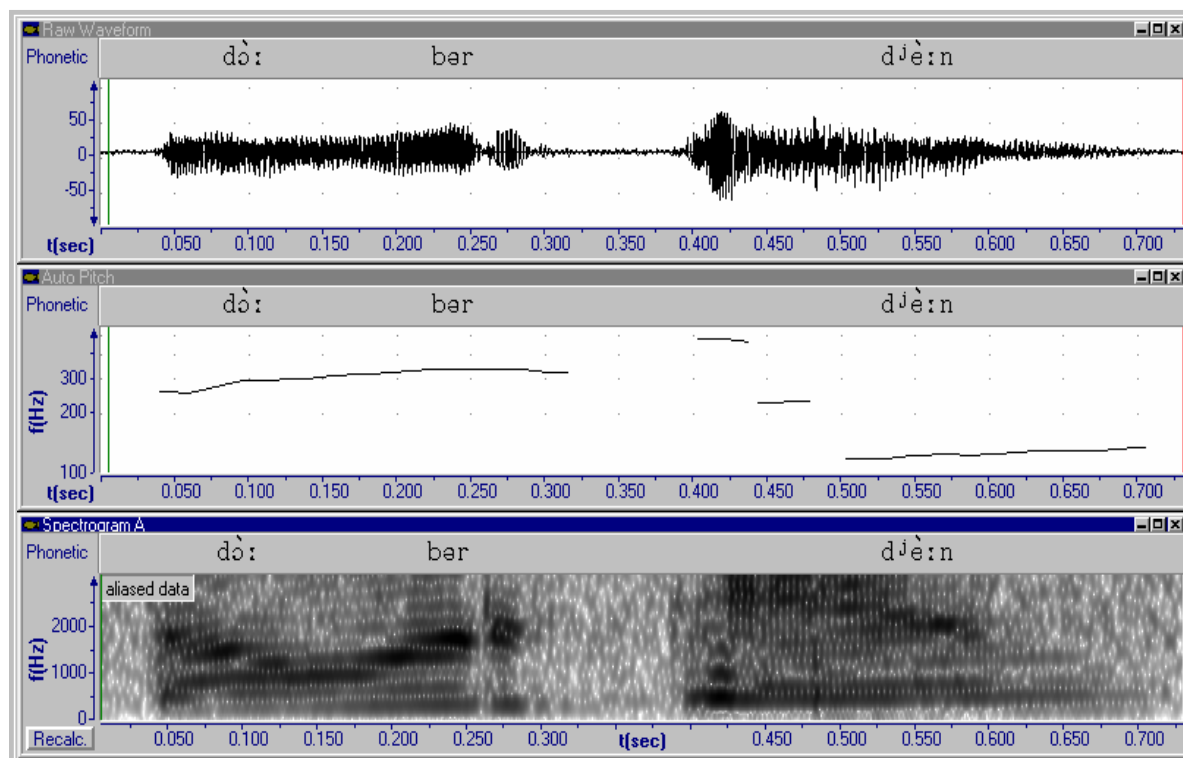 Raw Waveform
Phonetic dɔ̀ː bər dʲèːn
50
0
-50
t(sec) 0.050 0.100 0.150 0.200 0.250 0.300 0.350 0.400 0.450 0.500 0.550 0.600 0.650 0.700
Auto Pitch
Phonetic dɔ̀ː bər dʲèːn
300
200
f(Hz)
100
t(sec) 0.050 0.100 0.150 0.200 0.250 0.300 0.350 0.400 0.450 0.500 0.550 0.600 0.650 0.700
Spectrogram A
Phonetic dɔ̀ː bər dʲèːn
aliased data
2000
f(Hz)
1000
0
Recalc. 0.050 0.100 0.150 0.200 0.250 0.300 t(sec) 0.450 0.500 0.550 0.600 0.650 0.700